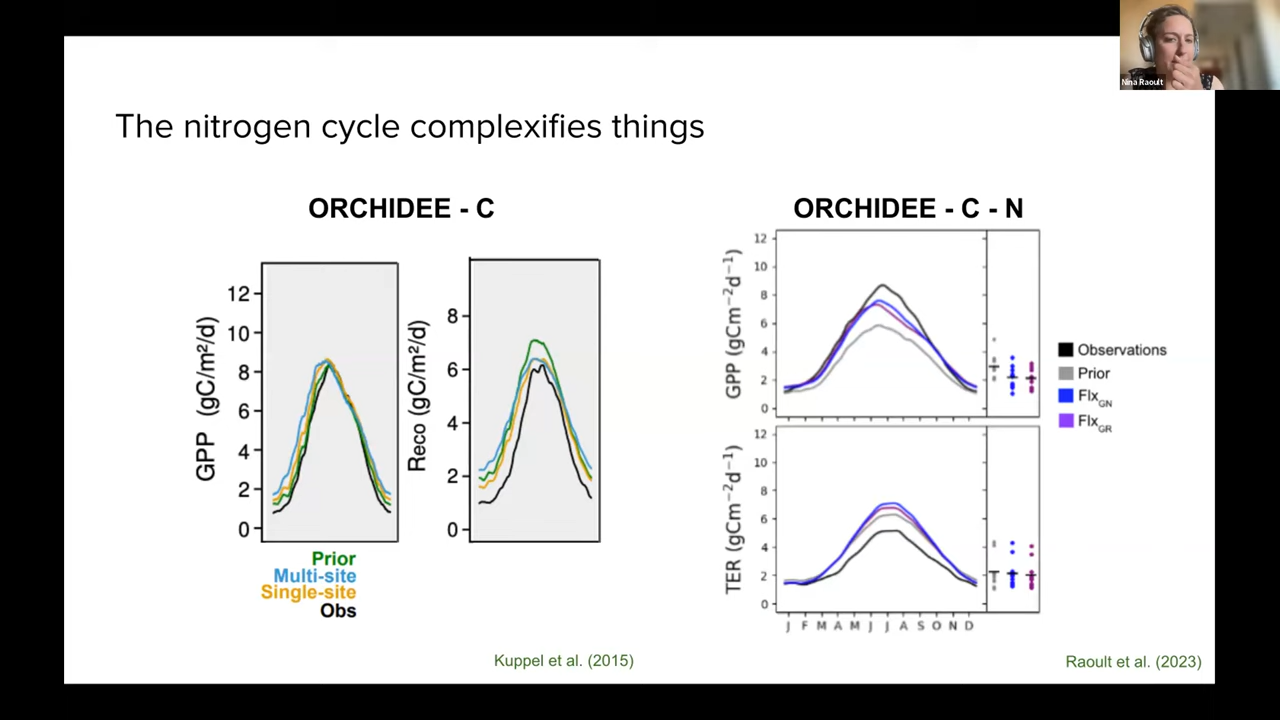 Nina Raoult
The nitrogen cycle complexifies things
ORCHIDEE - C
GPP (gC/m²/d)
12
10
8
6
4
2
0
Reco (gC/m²/d)
8
6
4
2
0
Prior
Multi-site
Single-site
Obs
Kuppel et al. (2015)
ORCHIDEE - C - N
GPP (gCm⁻²d⁻¹)
12
10
8
6
4
2
0
TER (gCm⁻²d⁻¹)
12
10
8
6
4
2
0
J F M A M J J A S O N D
Observations
Prior
Flx_GN
Flx_GR
Raoult et al. (2023)